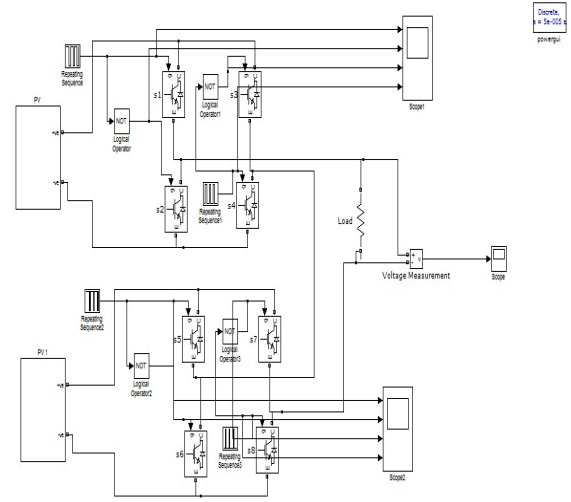 Discrete,
s = 5e-005 s.
powergui
Scope1
Repeating
Sequence
s1
NOT
Logical
Operator1
s3
PV
+ve
-ve
NOT
Logical
Operator
s2
Repeating
Sequence1
s4
Load
Voltage Measurement
+
-
v
Scope
Repeating
Sequence2
s5
NOT
Logical
Operator3
s7
PV 1
+ve
-ve
NOT
Logical
Operator2
Scope2
s6
Repeating
Sequence3
s8
g
C
E
g
C
E
g
C
E
g
C
E
g
C
E
g
C
E
g
C
E
g
C
E